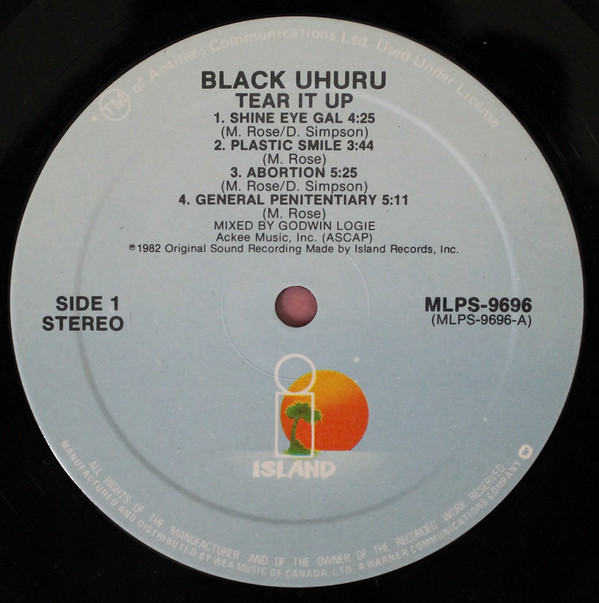 TM of Antilles Communications Ltd. Used Under License
BLACK UHURU
TEAR IT UP
1. SHINE EYE GAL 4:25
(M. Rose/D. Simpson)
2. PLASTIC SMILE 3:44
(M. Rose)
3. ABORTION 5:25
(M. Rose/D. Simpson)
4. GENERAL PENITENTIARY 5:11
(M. Rose)
MIXED BY GODWIN LOGIE
Ackee Music, Inc. (ASCAP)
℗1982 Original Sound Recording Made by Island Records, Inc.
SIDE 1
STEREO
MLPS-9696
(MLPS-9696-A)
i
ISLAND
ALL RIGHTS OF THE MANUFACTURER AND OF THE OWNER OF THE RECORDED WORK RESERVED
MANUFACTURED AND DISTRIBUTED BY WEA MUSIC OF CANADA, LTD. A WARNER COMMUNICATIONS COMPANY